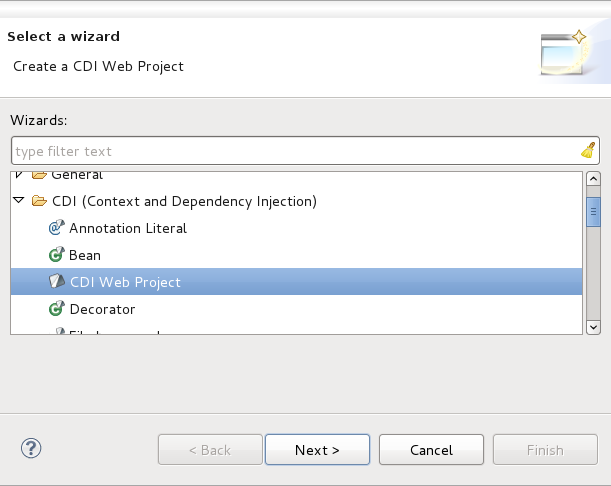 Select a wizard
Create a CDI Web Project
Wizards:
type filter text
General
CDI (Context and Dependency Injection)
Annotation Literal
Bean
CDI Web Project
Decorator
?
< Back
Next >
Cancel
Finish